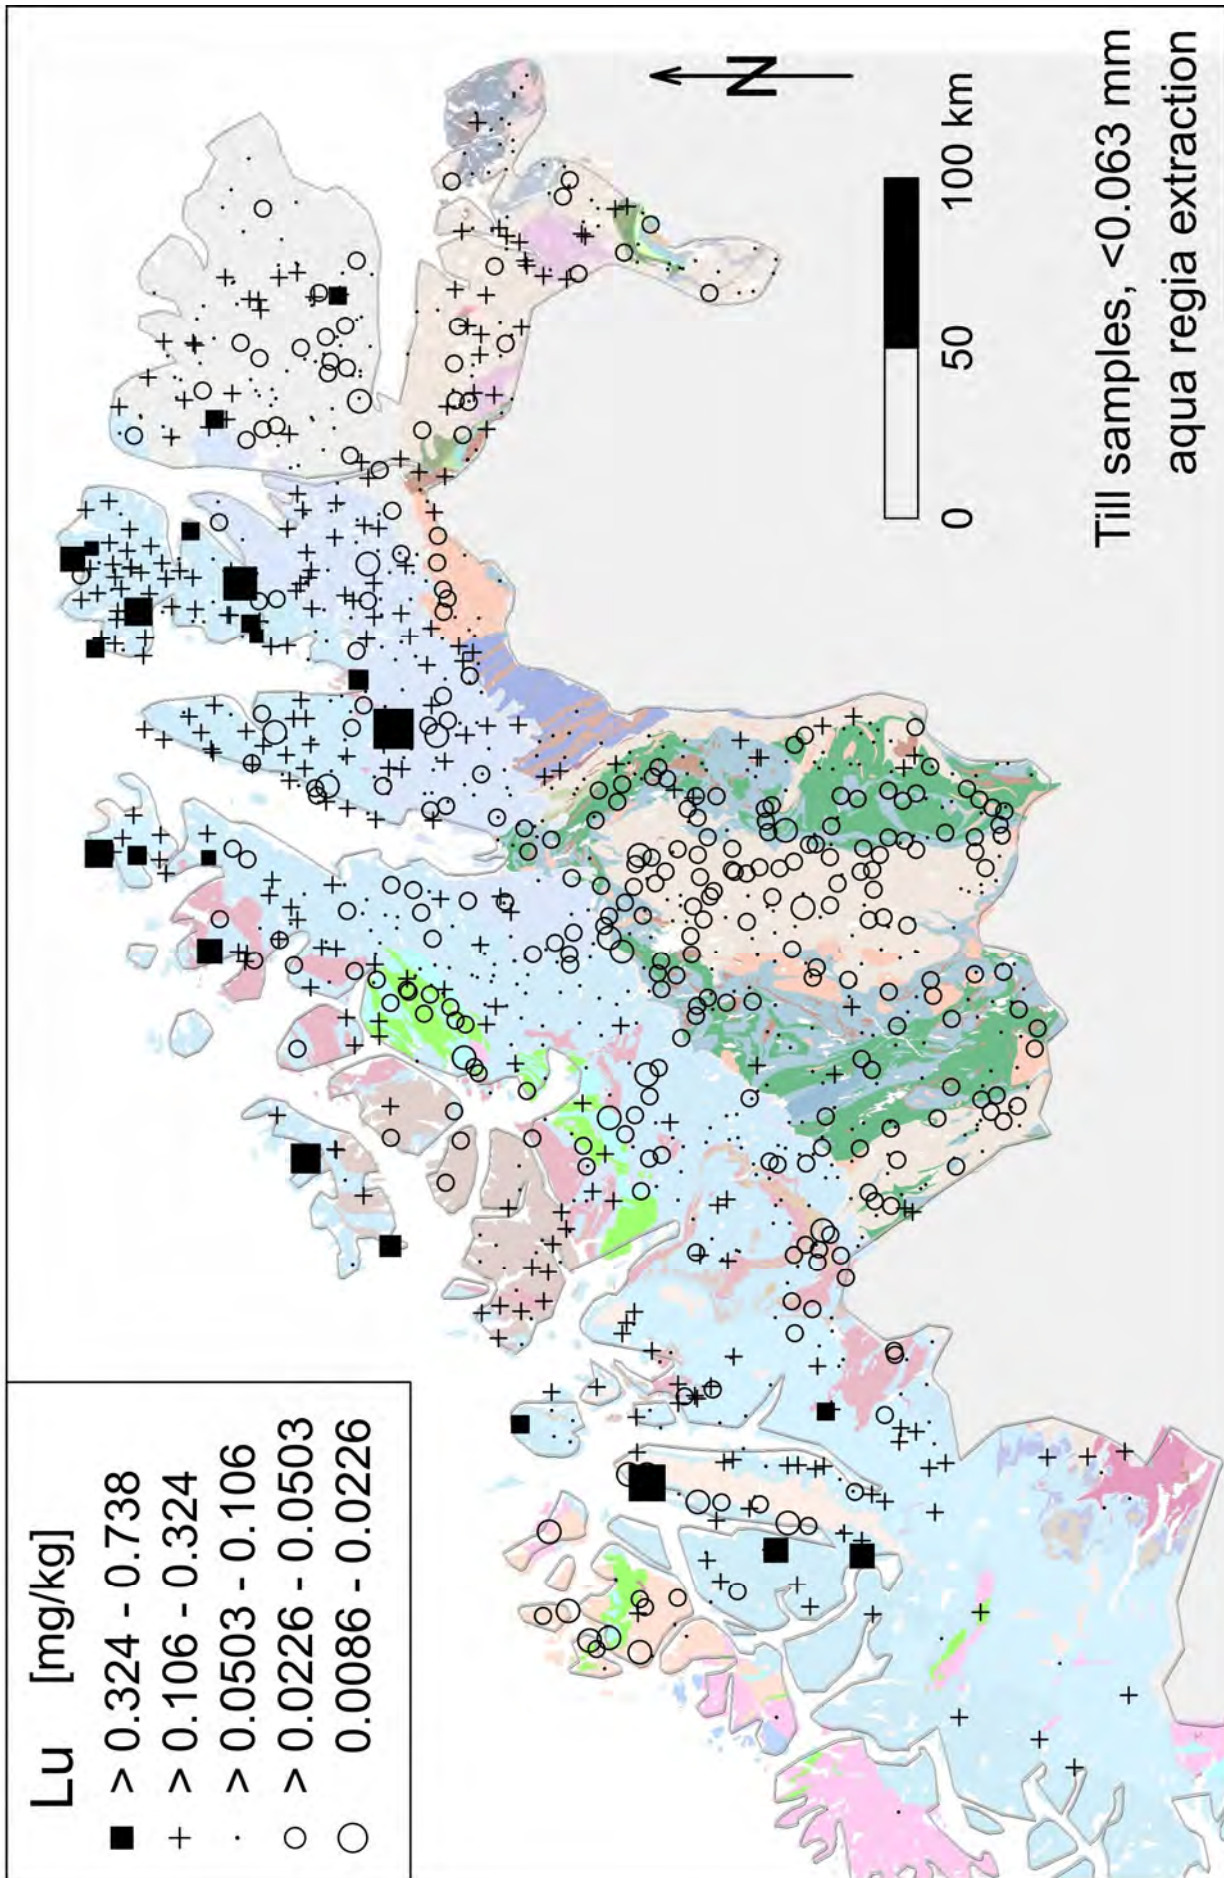 Lu [mg/kg]
> 0.324 - 0.738
> 0.106 - 0.324
> 0.0503 - 0.106
> 0.0226 - 0.0503
0.0086 - 0.0226
N
0 50 100 km
Till samples, <0.063 mm
aqua regia extraction